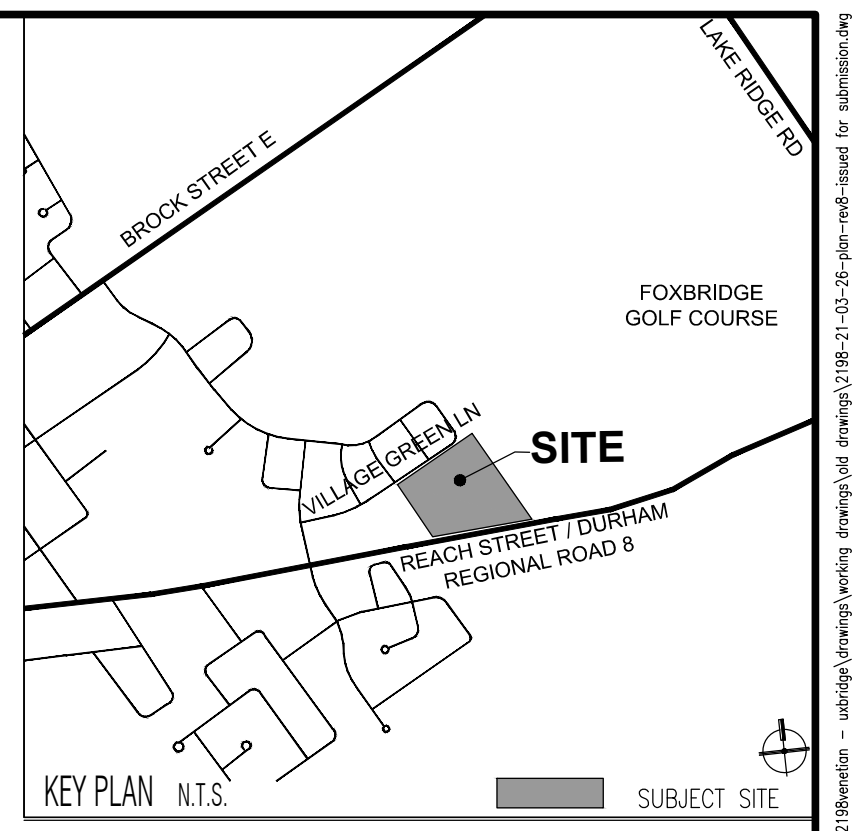 LAKE RIDGE RD
BROCK STREET E
FOXBRIDGE
GOLF COURSE
VILLAGE GREEN LN
SITE
REACH STREET / DURHAM
REGIONAL ROAD 8
KEY PLAN N.T.S.
SUBJECT SITE
2198venetian - uxbridge\drawings\working drawings\old drawings\2198-21-03-26-plan-rev8-issued for submission.dwg